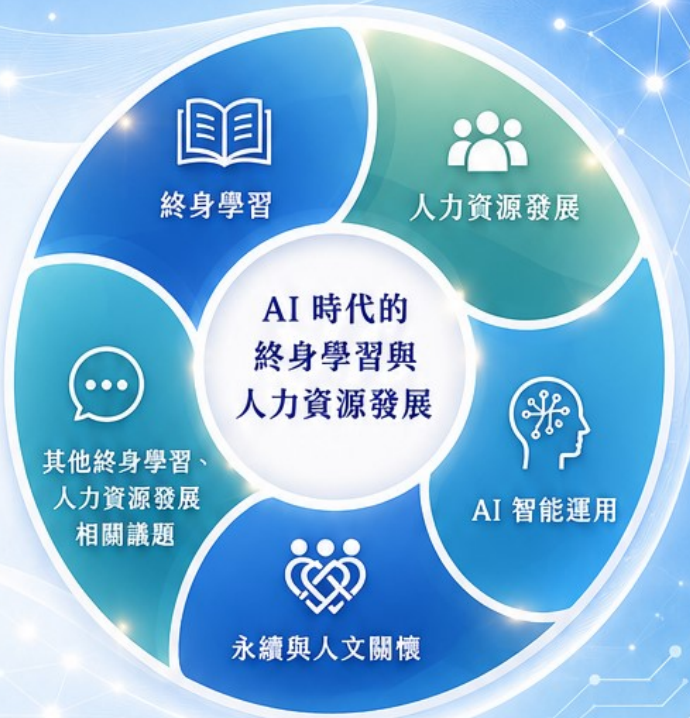 終身學習
人力資源發展
AI 時代的
終身學習與
人力資源發展
其他終身學習、
人力資源發展
相關議題
AI 智能運用
永續與人文關懷